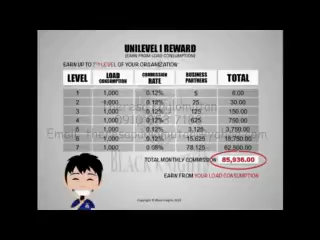 UNILEVEL I REWARD
(EARN FROM LOAD CONSUMPTION)
EARN UP TO 7TH LEVEL OF YOUR ORGANIZATION
LEVEL LOAD CONSUMPTION COMMISSION RATE BUSINESS PARTNERS TOTAL
1 1,000 0.12% 5 6.00
2 1,000 0.12% 25 30.00
3 1,000 0.12% 125 150.00
4 1,000 0.12% 625 750.00
5 1,000 0.12% 3,125 3,750.00
6 1,000 0.12% 15,625 18,750.00
7 1,000 78,125 62,500.00
TOTAL MONTHLY COMMISSION 85,936.00
EARN FROM YOUR LOAD CONSUMPTION